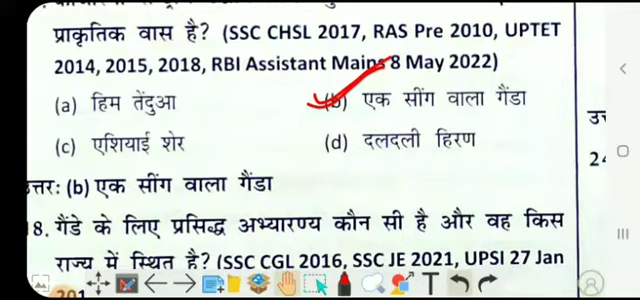 प्राकृतिक वास है? (SSC CHSL 2017, RAS Pre 2010, UPTET
2014, 2015, 2018, RBI Assistant Mains 8 May 2022)
(a) हिम तेंदुआ (b) एक सींग वाला गैंडा
(c) एशियाई शेर (d) दलदली हिरण
उत्तर: (b) एक सींग वाला गैंडा
8. गैंडे के लिए प्रसिद्ध अभ्यारण्य कौन सी है और वह किस
राज्य में स्थित है? (SSC CGL 2016, SSC JE 2021, UPSI 27 Jan